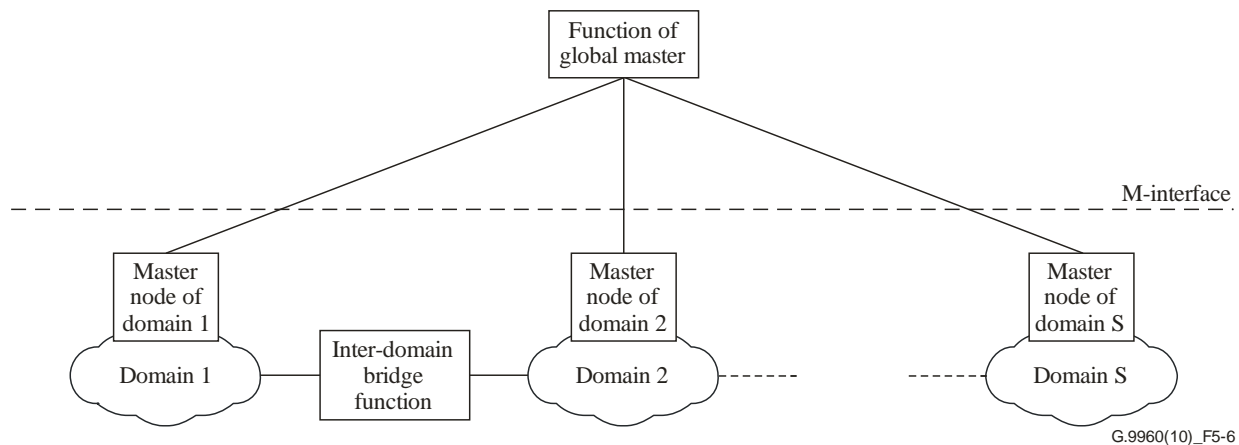 Function of
global master
M-interface
Master
node of
domain 1
Master
node of
domain 2
Master
node of
domain S
Domain 1
Inter-domain
bridge
function
Domain 2
Domain S
G.9960(10)_F5-6